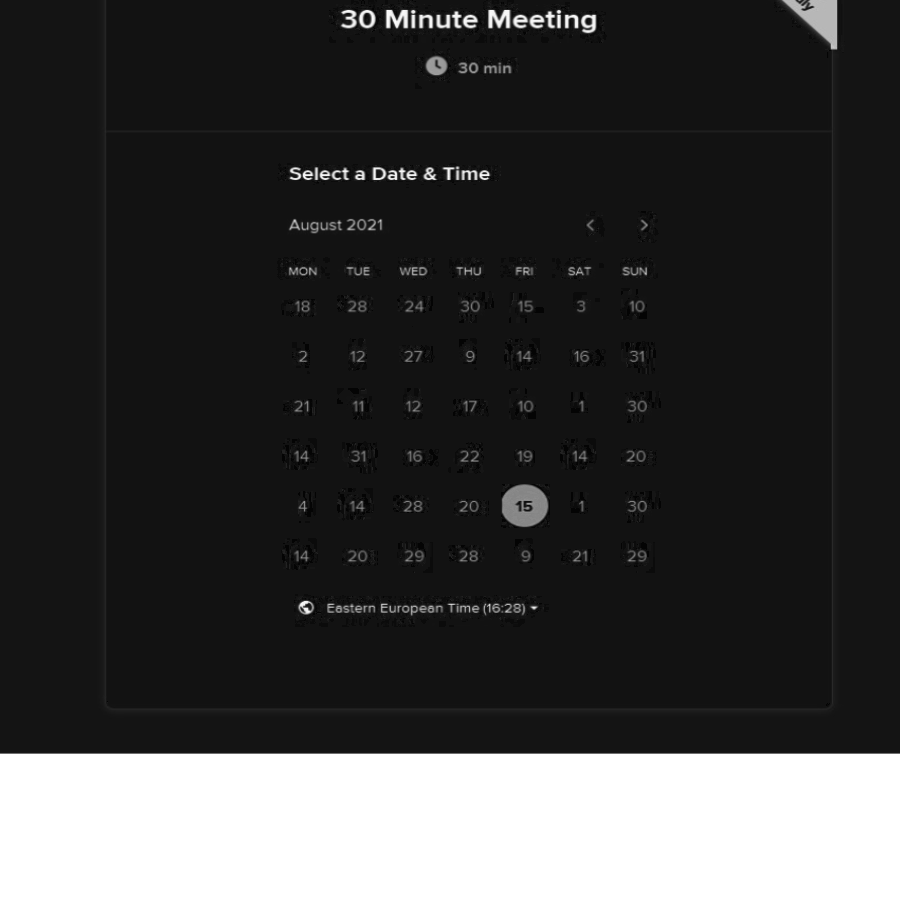 30 Minute Meeting
30 min
Select a Date & Time
August 2021
MON TUE WED THU FRI SAT SUN
18 28 24 30 15 3 10
2 12 27 9 14 16 31
21 11 12 17 10 1 30
14 31 16 22 19 14 20
4 14 28 20 15 1 30
14 20 29 28 9 21 29
Eastern European Time (16:28)